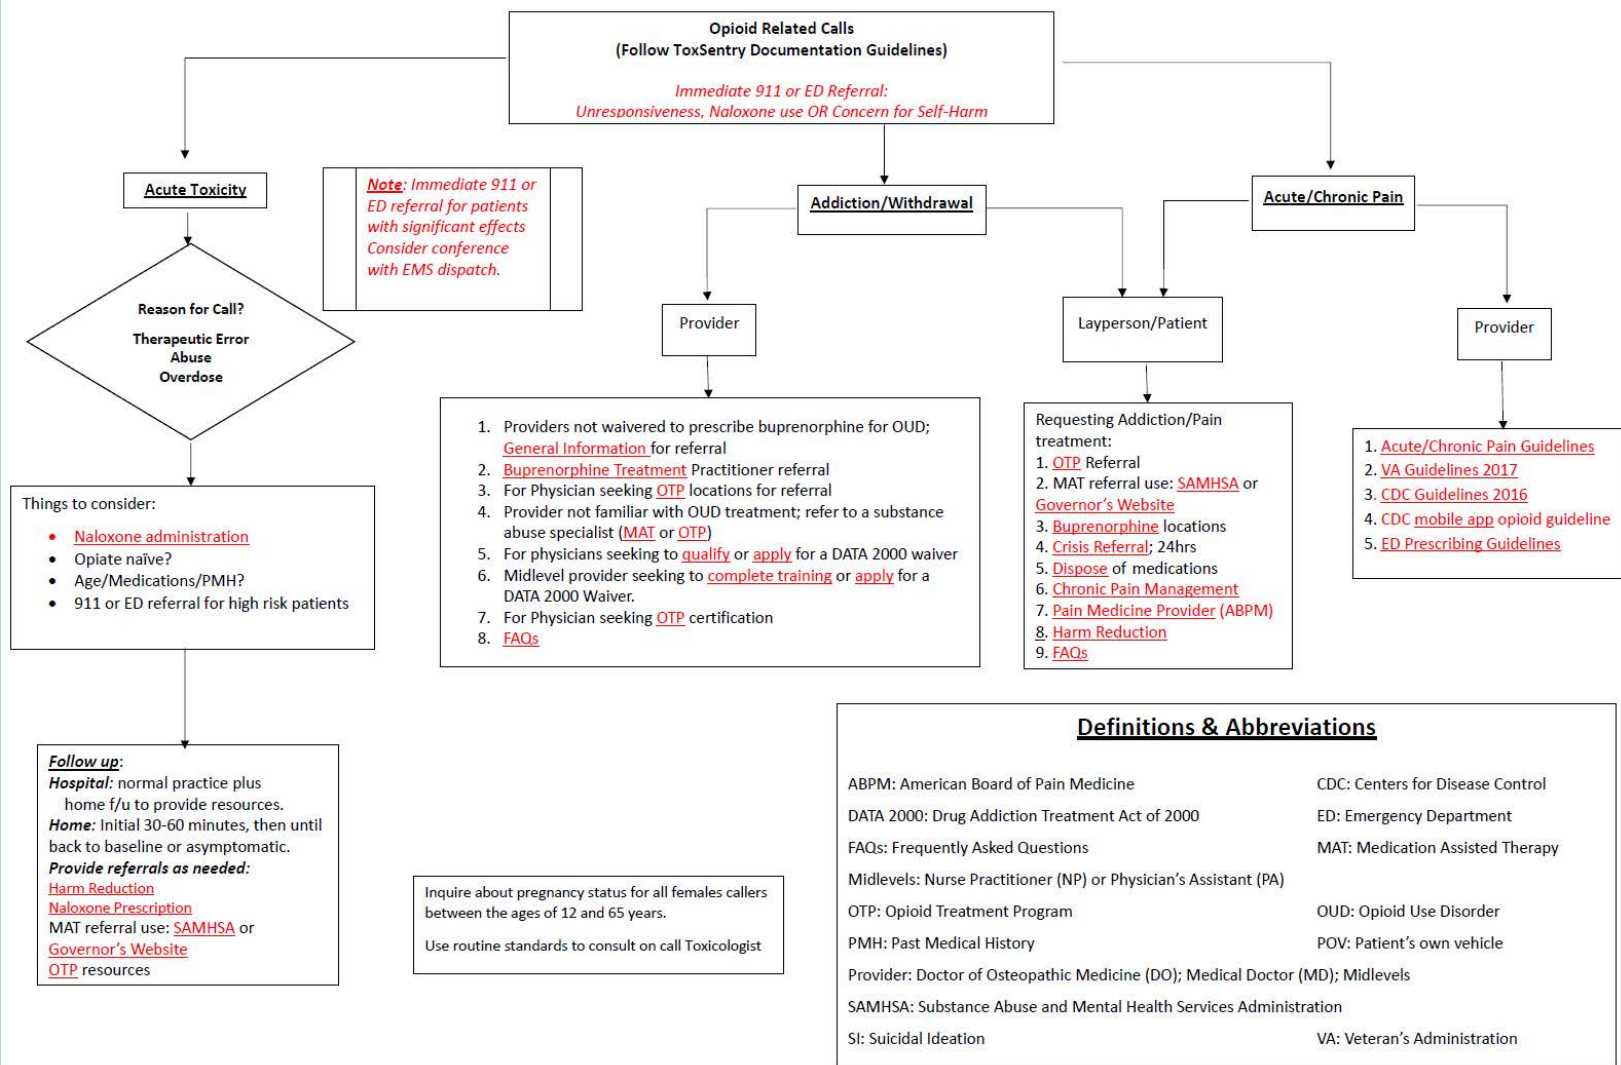 Opioid Related Calls
(Follow ToxSentry Documentation Guidelines)
Immediate 911 or ED Referral:
Unresponsiveness, Naloxone use OR Concern for Self-Harm
Acute Toxicity
Note: Immediate 911 or
ED referral for patients
with significant effects
Consider conference
with EMS dispatch.
Addiction/Withdrawal
Acute/Chronic Pain
Reason for Call?
Therapeutic Error
Abuse
Overdose
Provider
Layperson/Patient
Provider
Things to consider:
• Naloxone administration
• Opiate naïve?
• Age/Medications/PMH?
• 911 or ED referral for high risk patients
1. Providers not waivered to prescribe buprenorphine for OUD;
General Information for referral
2. Buprenorphine Treatment Practitioner referral
3. For Physician seeking OTP locations for referral
4. Provider not familiar with OUD treatment; refer to a substance
abuse specialist (MAT or OTP)
5. For physicians seeking to qualify or apply for a DATA 2000 waiver
6. Midlevel provider seeking to complete training or apply for a
DATA 2000 Waiver.
7. For Physician seeking OTP certification
8. FAQs
Requesting Addiction/Pain
treatment:
1. OTP Referral
2. MAT referral use: SAMHSA or
Governor's Website
3. Buprenorphine locations
4. Crisis Referral; 24hrs
5. Dispose of medications
6. Chronic Pain Management
7. Pain Medicine Provider (ABPM)
8. Harm Reduction
9. FAQs
1. Acute/Chronic Pain Guidelines
2. VA Guidelines 2017
3. CDC Guidelines 2016
4. CDC mobile app opioid guideline
5. ED Prescribing Guidelines
Follow up:
Hospital: normal practice plus
home f/u to provide resources.
Home: Initial 30-60 minutes, then until
back to baseline or asymptomatic.
Provide referrals as needed:
Harm Reduction
Naloxone Prescription
MAT referral use: SAMHSA or
Governor's Website
OTP resources
Inquire about pregnancy status for all females callers
between the ages of 12 and 65 years.
Use routine standards to consult on call Toxicologist
Definitions & Abbreviations
ABPM: American Board of Pain Medicine
CDC: Centers for Disease Control
DATA 2000: Drug Addiction Treatment Act of 2000
ED: Emergency Department
FAQs: Frequently Asked Questions
MAT: Medication Assisted Therapy
Midlevels: Nurse Practitioner (NP) or Physician's Assistant (PA)
OTP: Opioid Treatment Program
OUD: Opioid Use Disorder
PMH: Past Medical History
POV: Patient's own vehicle
Provider: Doctor of Osteopathic Medicine (DO); Medical Doctor (MD); Midlevels
SAMHSA: Substance Abuse and Mental Health Services Administration
SI: Suicidal Ideation
VA: Veteran's Administration